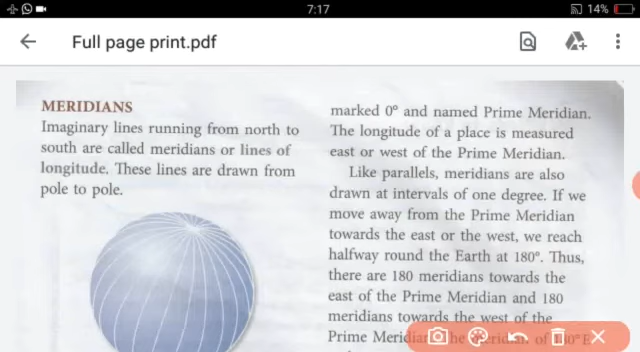 7:17
14%
Full page print.pdf
MERIDIANS
Imaginary lines running from north to
south are called meridians or lines of
longitude. These lines are drawn from
pole to pole.
marked 0° and named Prime Meridian.
The longitude of a place is measured
east or west of the Prime Meridian.
Like parallels, meridians are also
drawn at intervals of one degree. If we
move away from the Prime Meridian
towards the east or the west, we reach
halfway round the Earth at 180°. Thus,
there are 180 meridians towards the
east of the Prime Meridian and 180
meridians towards the west of the
Prime Meridian. The meridian of 180°E